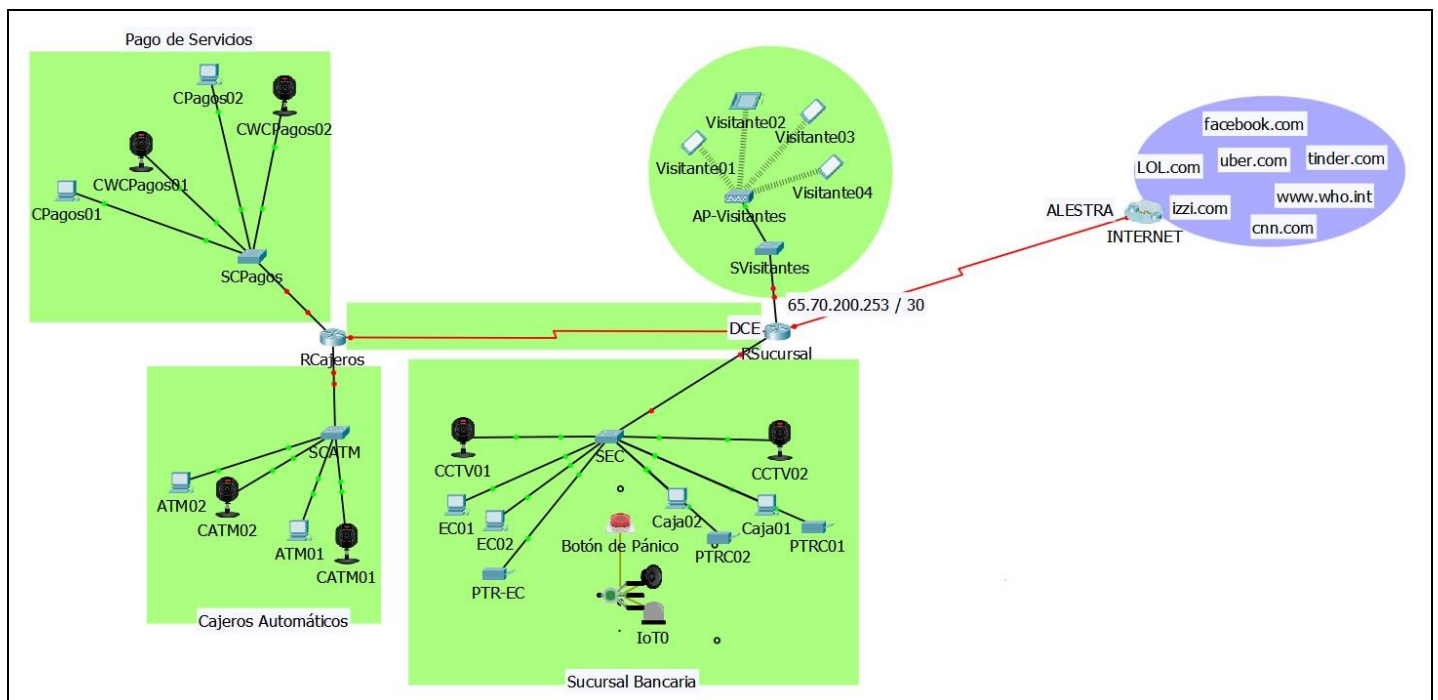 Pago de Servicios
CPagos02
CWCPagos02
CWCPagos01
CPagos01
SCPagos
RCajeros
SCATM
ATM02
CATM02
ATM01
CATM01
Cajeros Automáticos
Visitante02
Visitante03
Visitante01
Visitante04
AP-Visitantes
SVisitantes
65.70.200.253 / 30
DCE
RSucursal
CCTV01
SEC
CCTV02
EC01
EC02
Caja02
Caja01
Botón de Pánico
PTRC02
PTRC01
PTR-EC
IoT0
Sucursal Bancaria
ALESTRA
INTERNET
facebook.com
LOL.com
uber.com
tinder.com
www.who.int
izzi.com
cnn.com